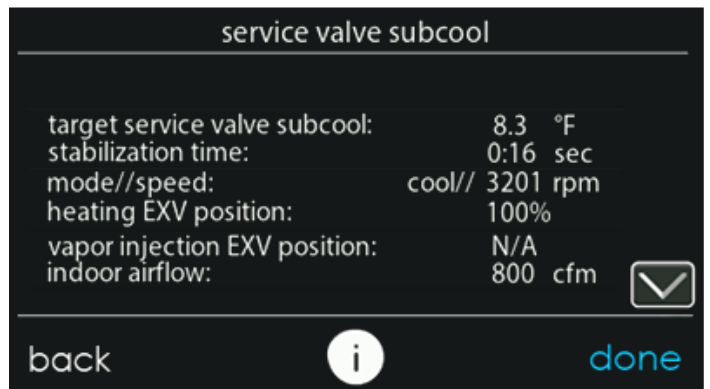 service valve subcool
target service valve subcool: 8.3 °F
stabilization time: 0:16 sec
mode//speed: cool// 3201 rpm
heating EXV position: 100%
vapor injection EXV position: N/A
indoor airflow: 800 cfm
back i done